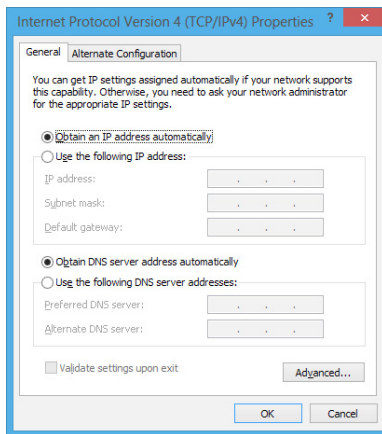 Internet Protocol Version 4 (TCP/IPv4) Properties ? ×
General Alternate Configuration
You can get IP settings assigned automatically if your network supports
this capability. Otherwise, you need to ask your network administrator
for the appropriate IP settings.
Obtain an IP address automatically
Use the following IP address:
IP address: . . .
Subnet mask: . . .
Default gateway: . . .
Obtain DNS server address automatically
Use the following DNS server addresses:
Preferred DNS server: . . .
Alternate DNS server: . . .
Validate settings upon exit
Advanced...
OK Cancel